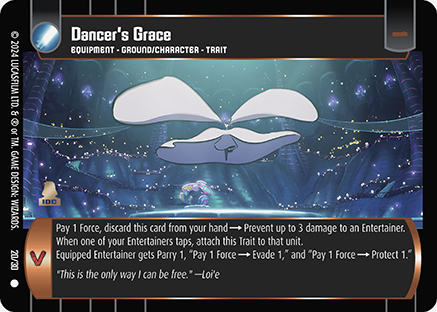 Dancer's Grace
EQUIPMENT - GROUND/CHARACTER - TRAIT
© 2024 LUCASFILM LTD. & ® or TM. GAME DESIGN: WIZARDS.
IDC
V
Pay 1 Force, discard this card from your hand → Prevent up to 3 damage to an Entertainer.
When one of your Entertainers taps, attach this Trait to that unit.
Equipped Entertainer gets Parry 1, "Pay 1 Force → Evade 1," and "Pay 1 Force → Protect 1."
"This is the only way I can be free." —Loi'e